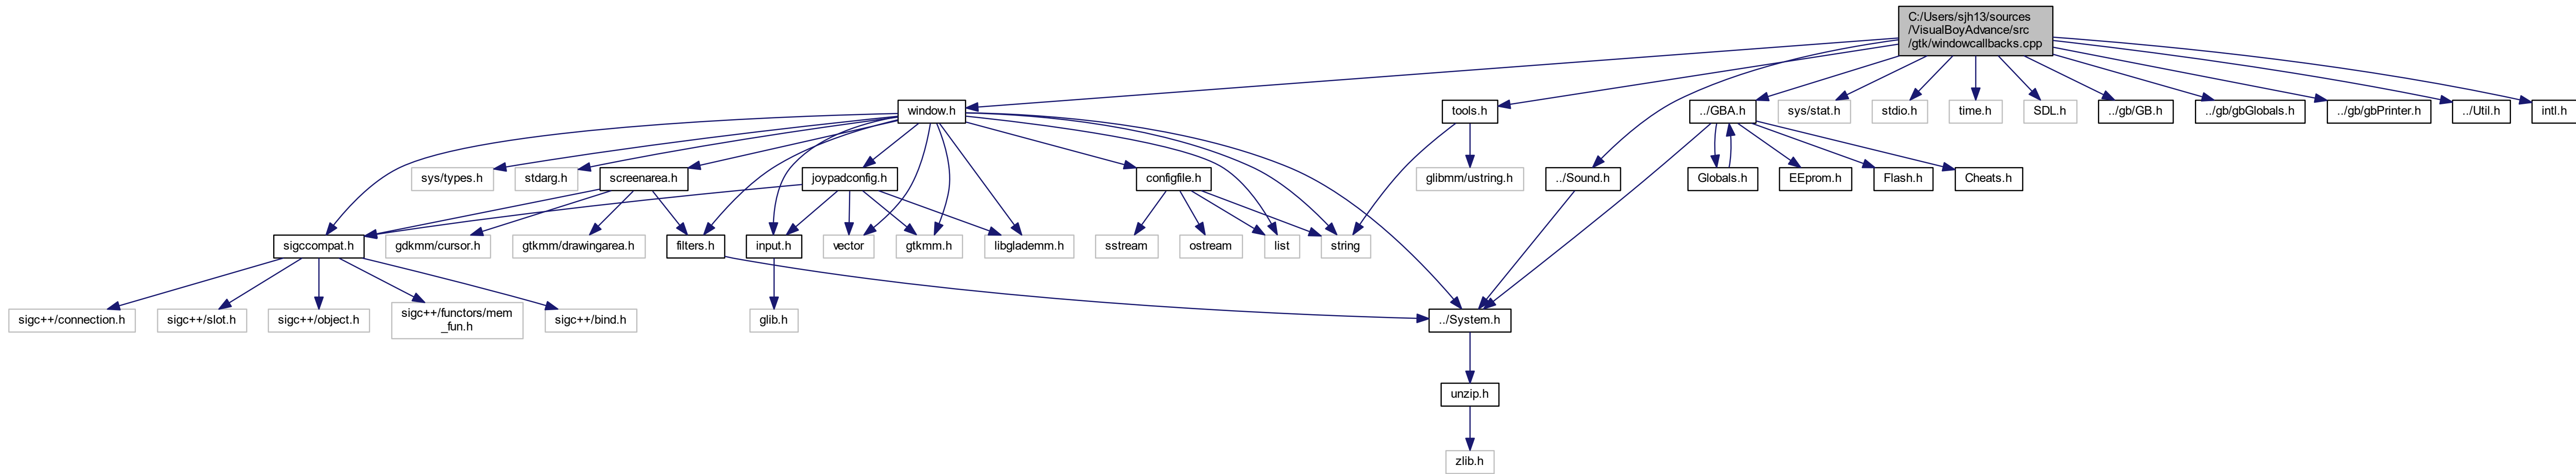 C:/Users/sjh13/sources
/VisualBoyAdvance/src
/gtk/windowcallbacks.cpp
window.h
tools.h
../GBA.h
sys/stat.h
stdio.h
time.h
SDL.h
../gb/GB.h
../gb/gbGlobals.h
../gb/gbPrinter.h
../Util.h
intl.h
sys/types.h
stdarg.h
screenarea.h
joypadconfig.h
configfile.h
glibmm/ustring.h
../Sound.h
Globals.h
EEprom.h
Flash.h
Cheats.h
sigccompat.h
gdkmm/cursor.h
gtkmm/drawingarea.h
filters.h
input.h
vector
gtkmm.h
libglademm.h
sstream
ostream
list
string
sigc++/connection.h
sigc++/slot.h
sigc++/object.h
sigc++/functors/mem
_fun.h
sigc++/bind.h
glib.h
../System.h
unzip.h
zlib.h